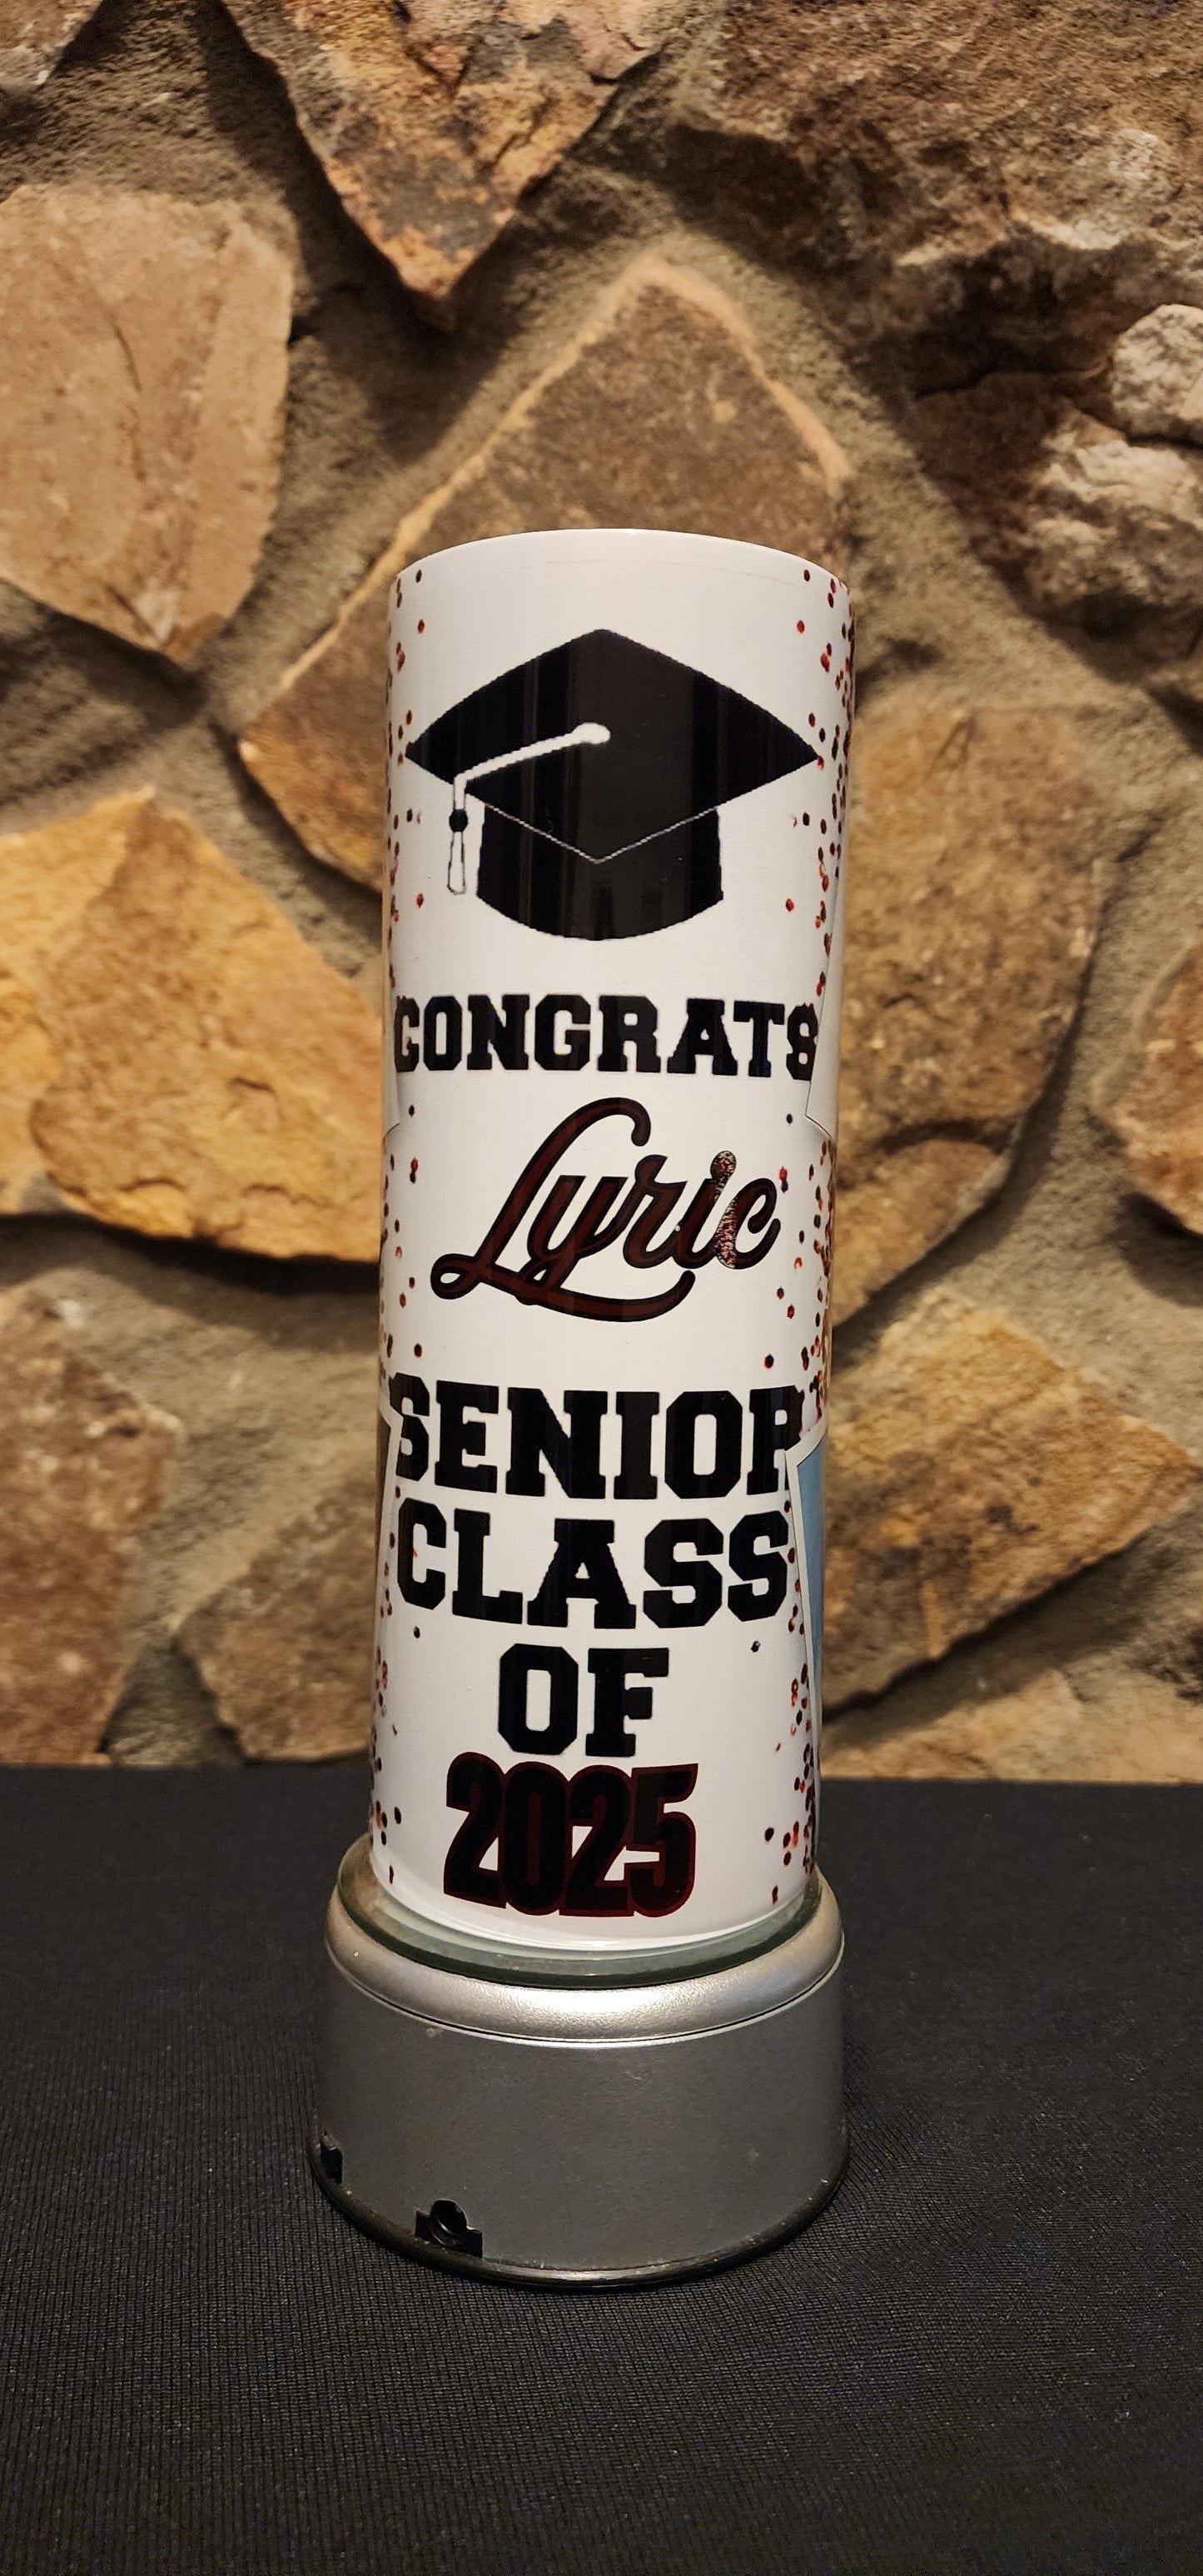 CONGRATS
Lyric
SENIOR
CLASS
OF
2025